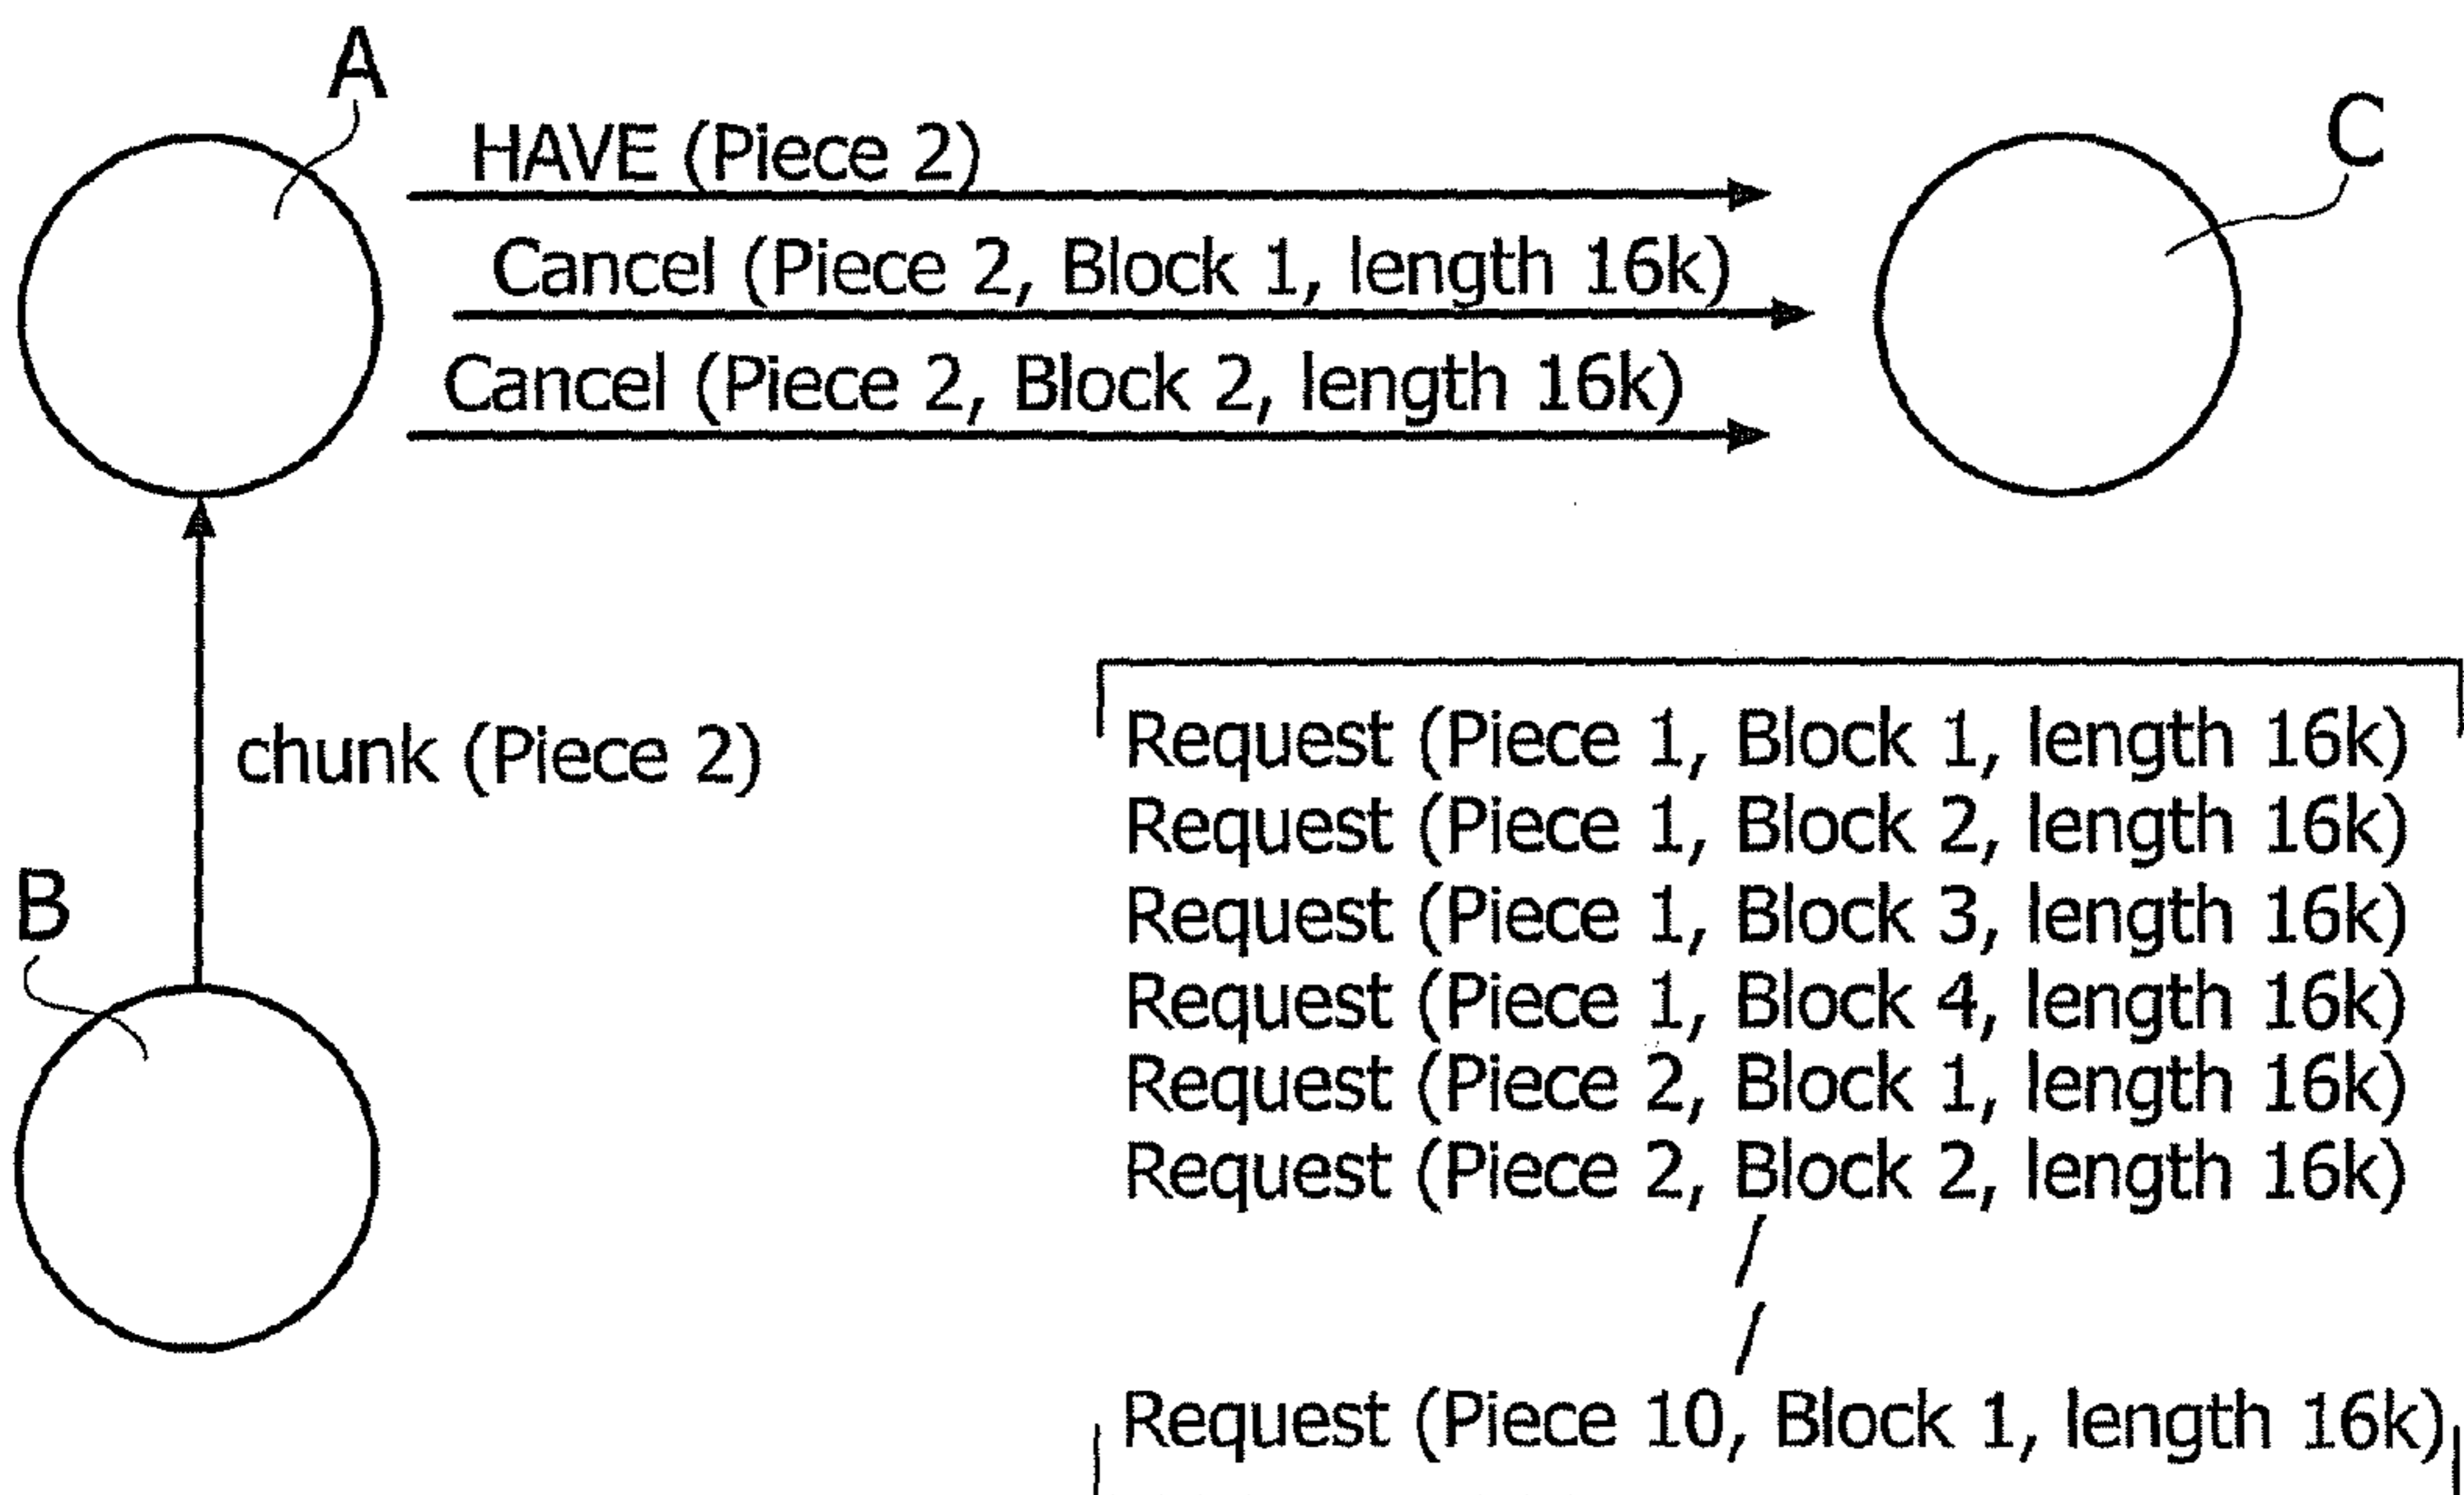 A
HAVE (Piece 2)
C
Cancel (Piece 2, Block 1, length 16k)
Cancel (Piece 2, Block 2, length 16k)
chunk (Piece 2)
B
Request (Piece 1, Block 1, length 16k)
Request (Piece 1, Block 2, length 16k)
Request (Piece 1, Block 3, length 16k)
Request (Piece 1, Block 4, length 16k)
Request (Piece 2, Block 1, length 16k)
Request (Piece 2, Block 2, length 16k)
/
/
Request (Piece 10, Block 1, length 16k)